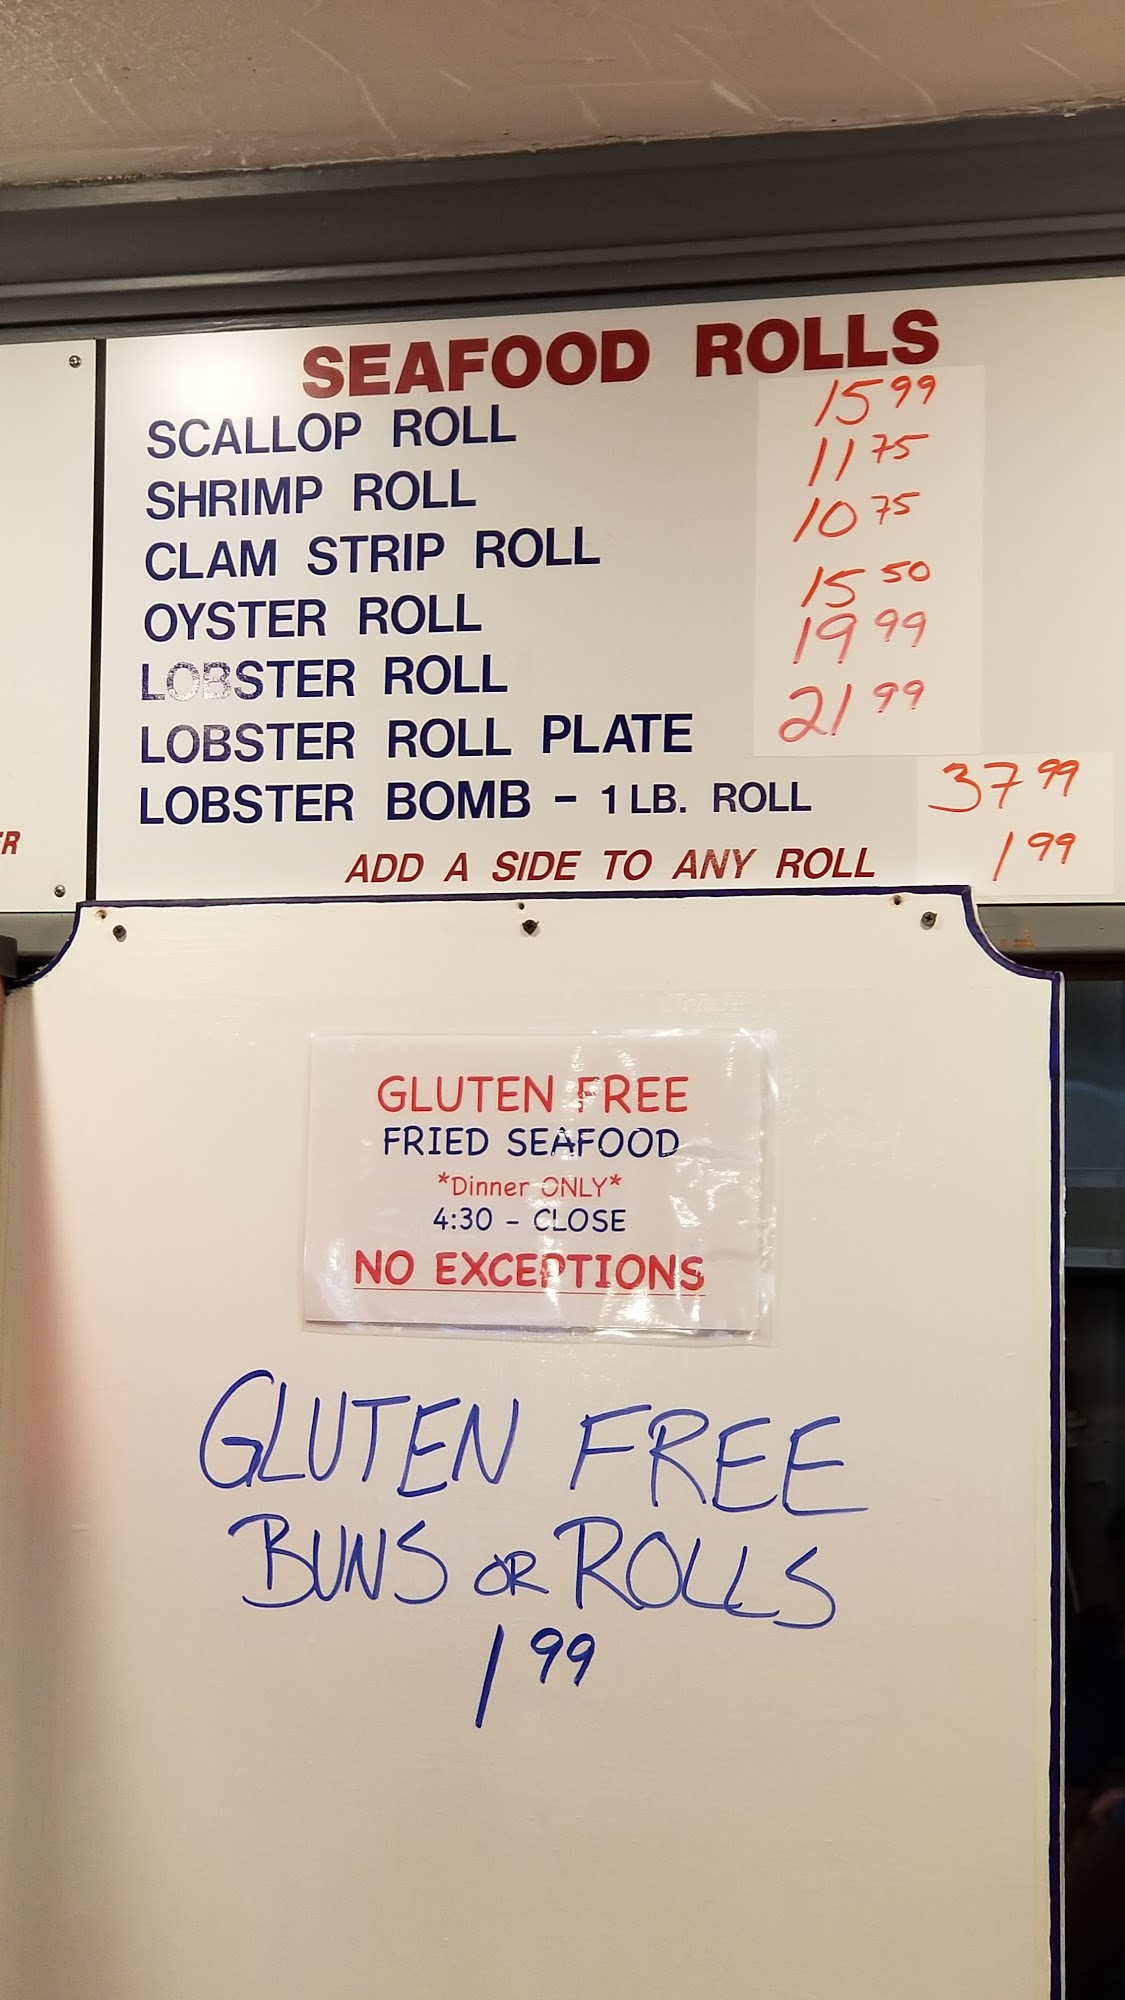 SEAFOOD ROLLS
SCALLOP ROLL 15 99
SHRIMP ROLL 11 75
CLAM STRIP ROLL 10 75
OYSTER ROLL 15 50
LOBSTER ROLL 19 99
LOBSTER ROLL PLATE 21 99
LOBSTER BOMB - 1 LB. ROLL 37 99
ADD A SIDE TO ANY ROLL 1 99
GLUTEN FREE
FRIED SEAFOOD
*Dinner ONLY*
4:30 - CLOSE
NO EXCEPTIONS
GLUTEN FREE
BUNS OR ROLLS
1 99